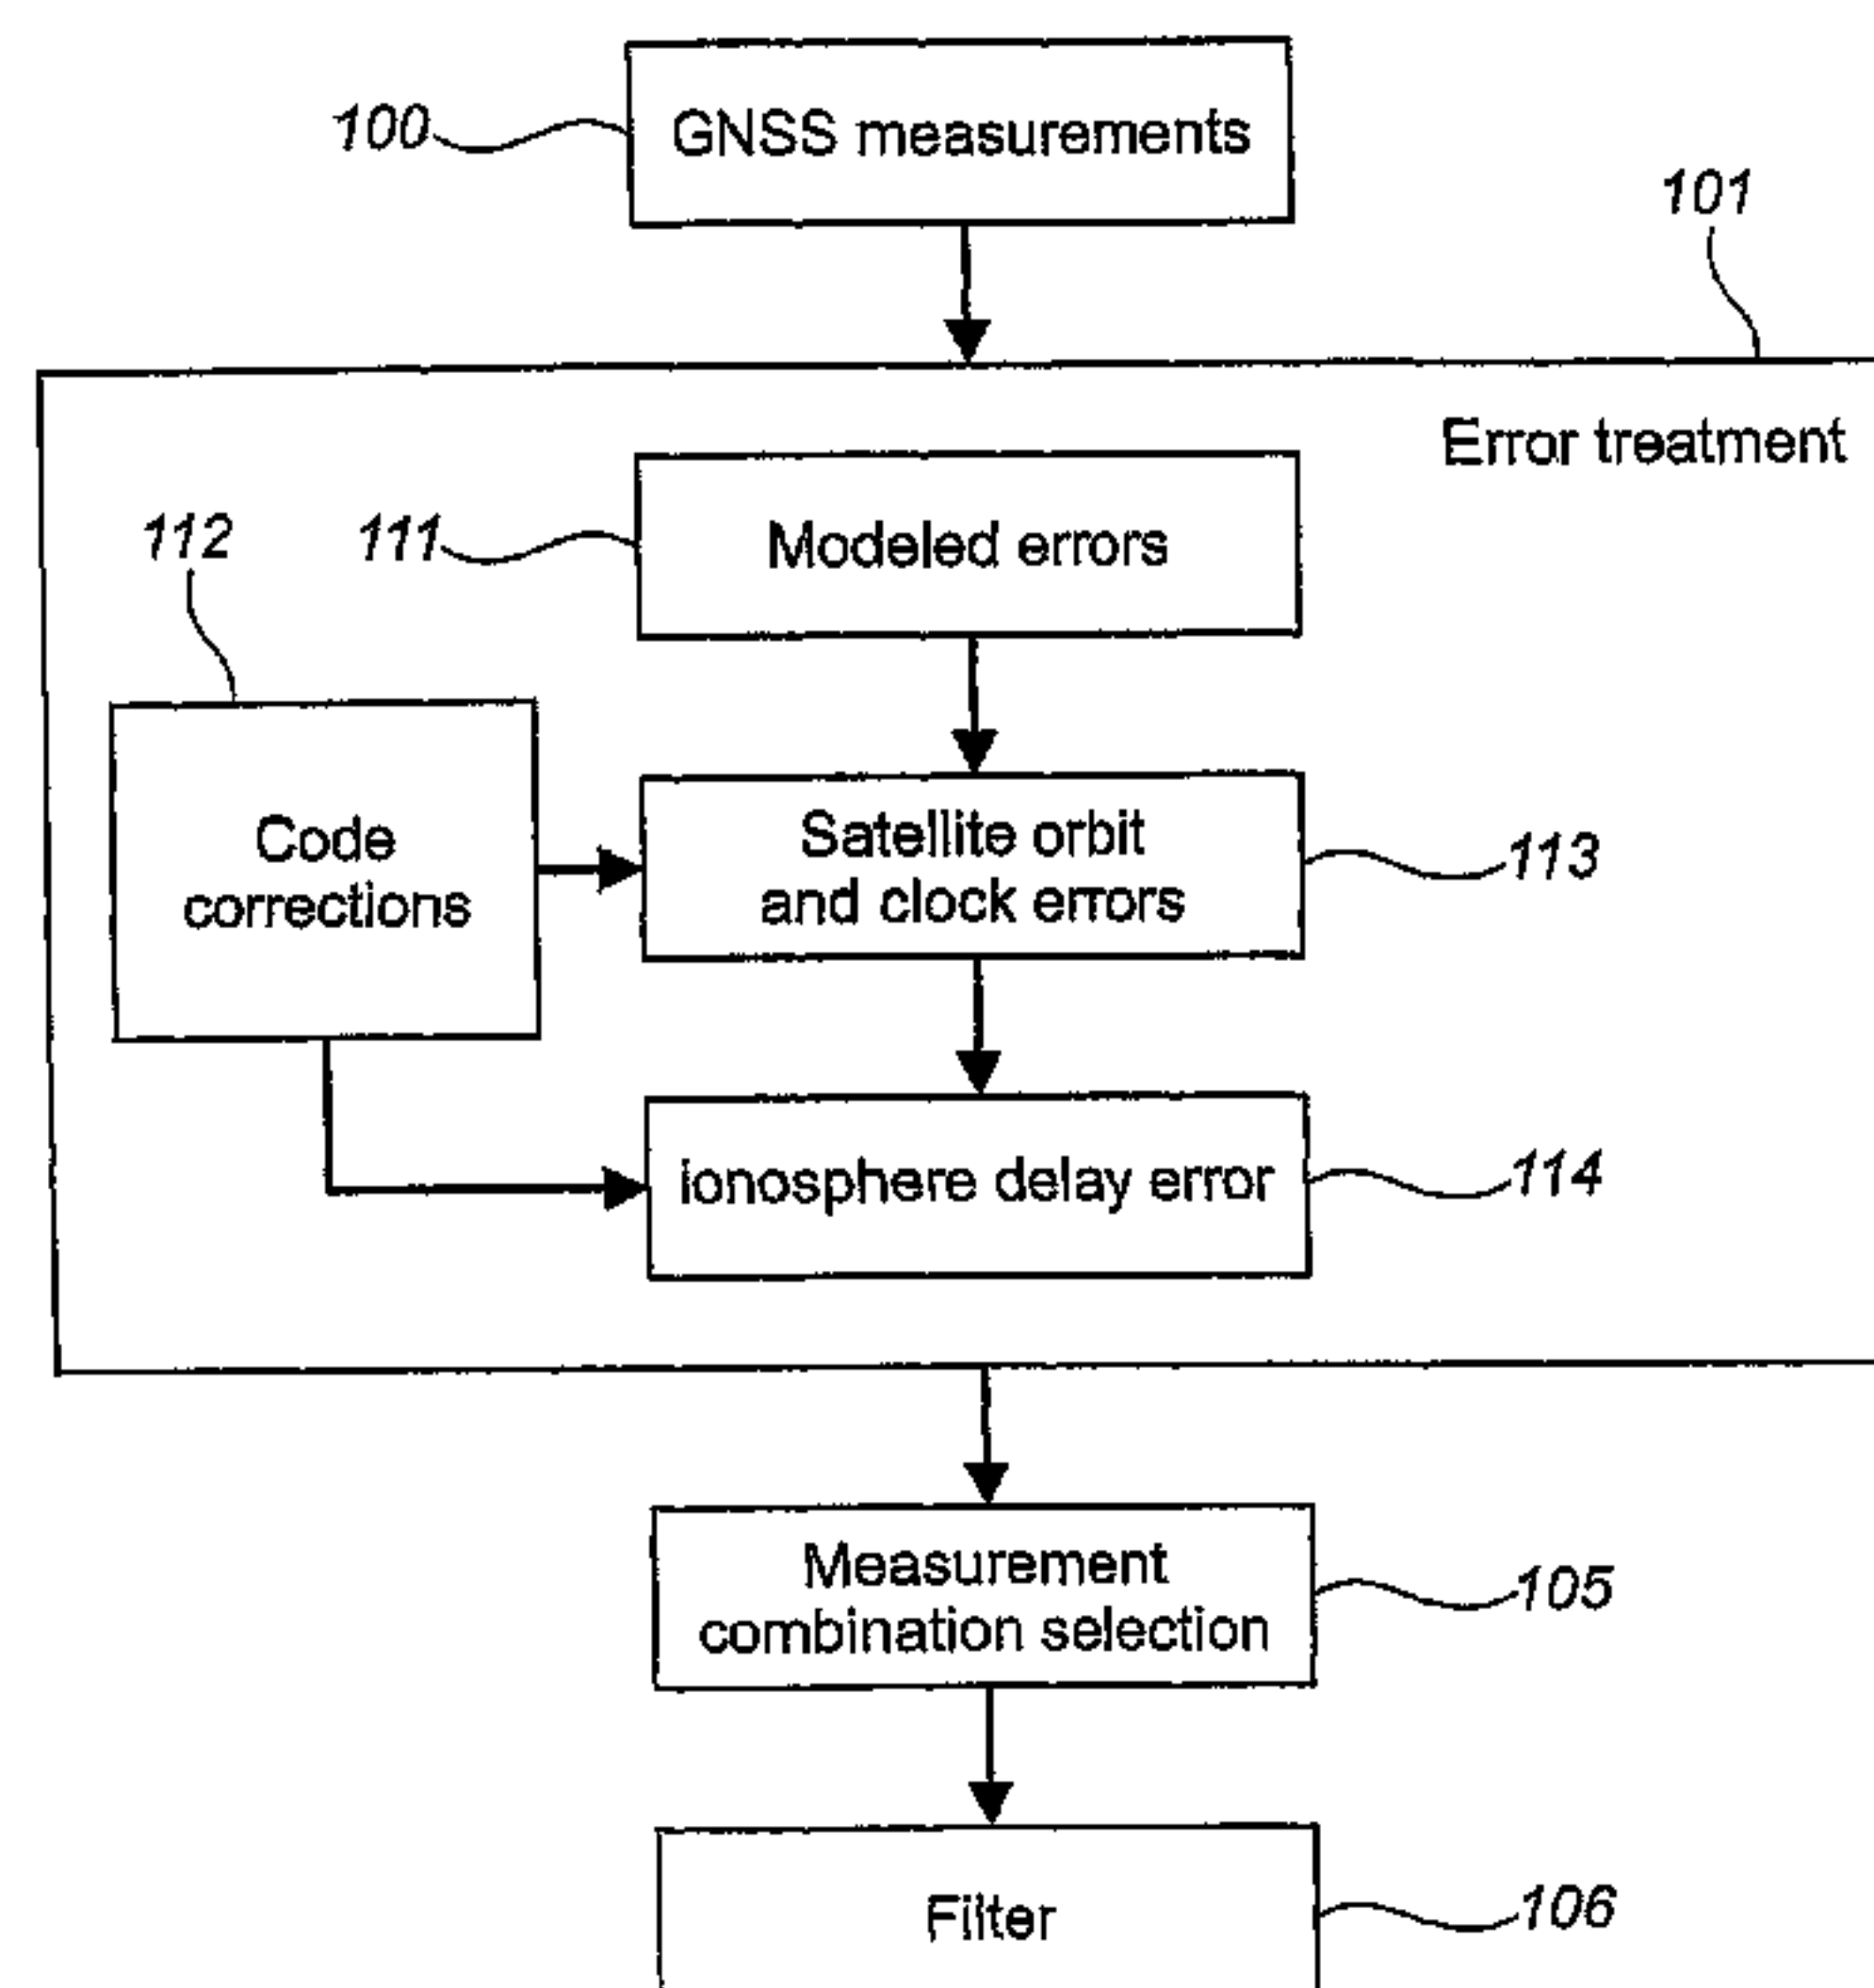 100
GNSS measurements
101
Error treatment
112
111
Modeled errors
Code
corrections
Satellite orbit
and clock errors
113
ionosphere delay error
114
Measurement
combination selection
105
Filter
106